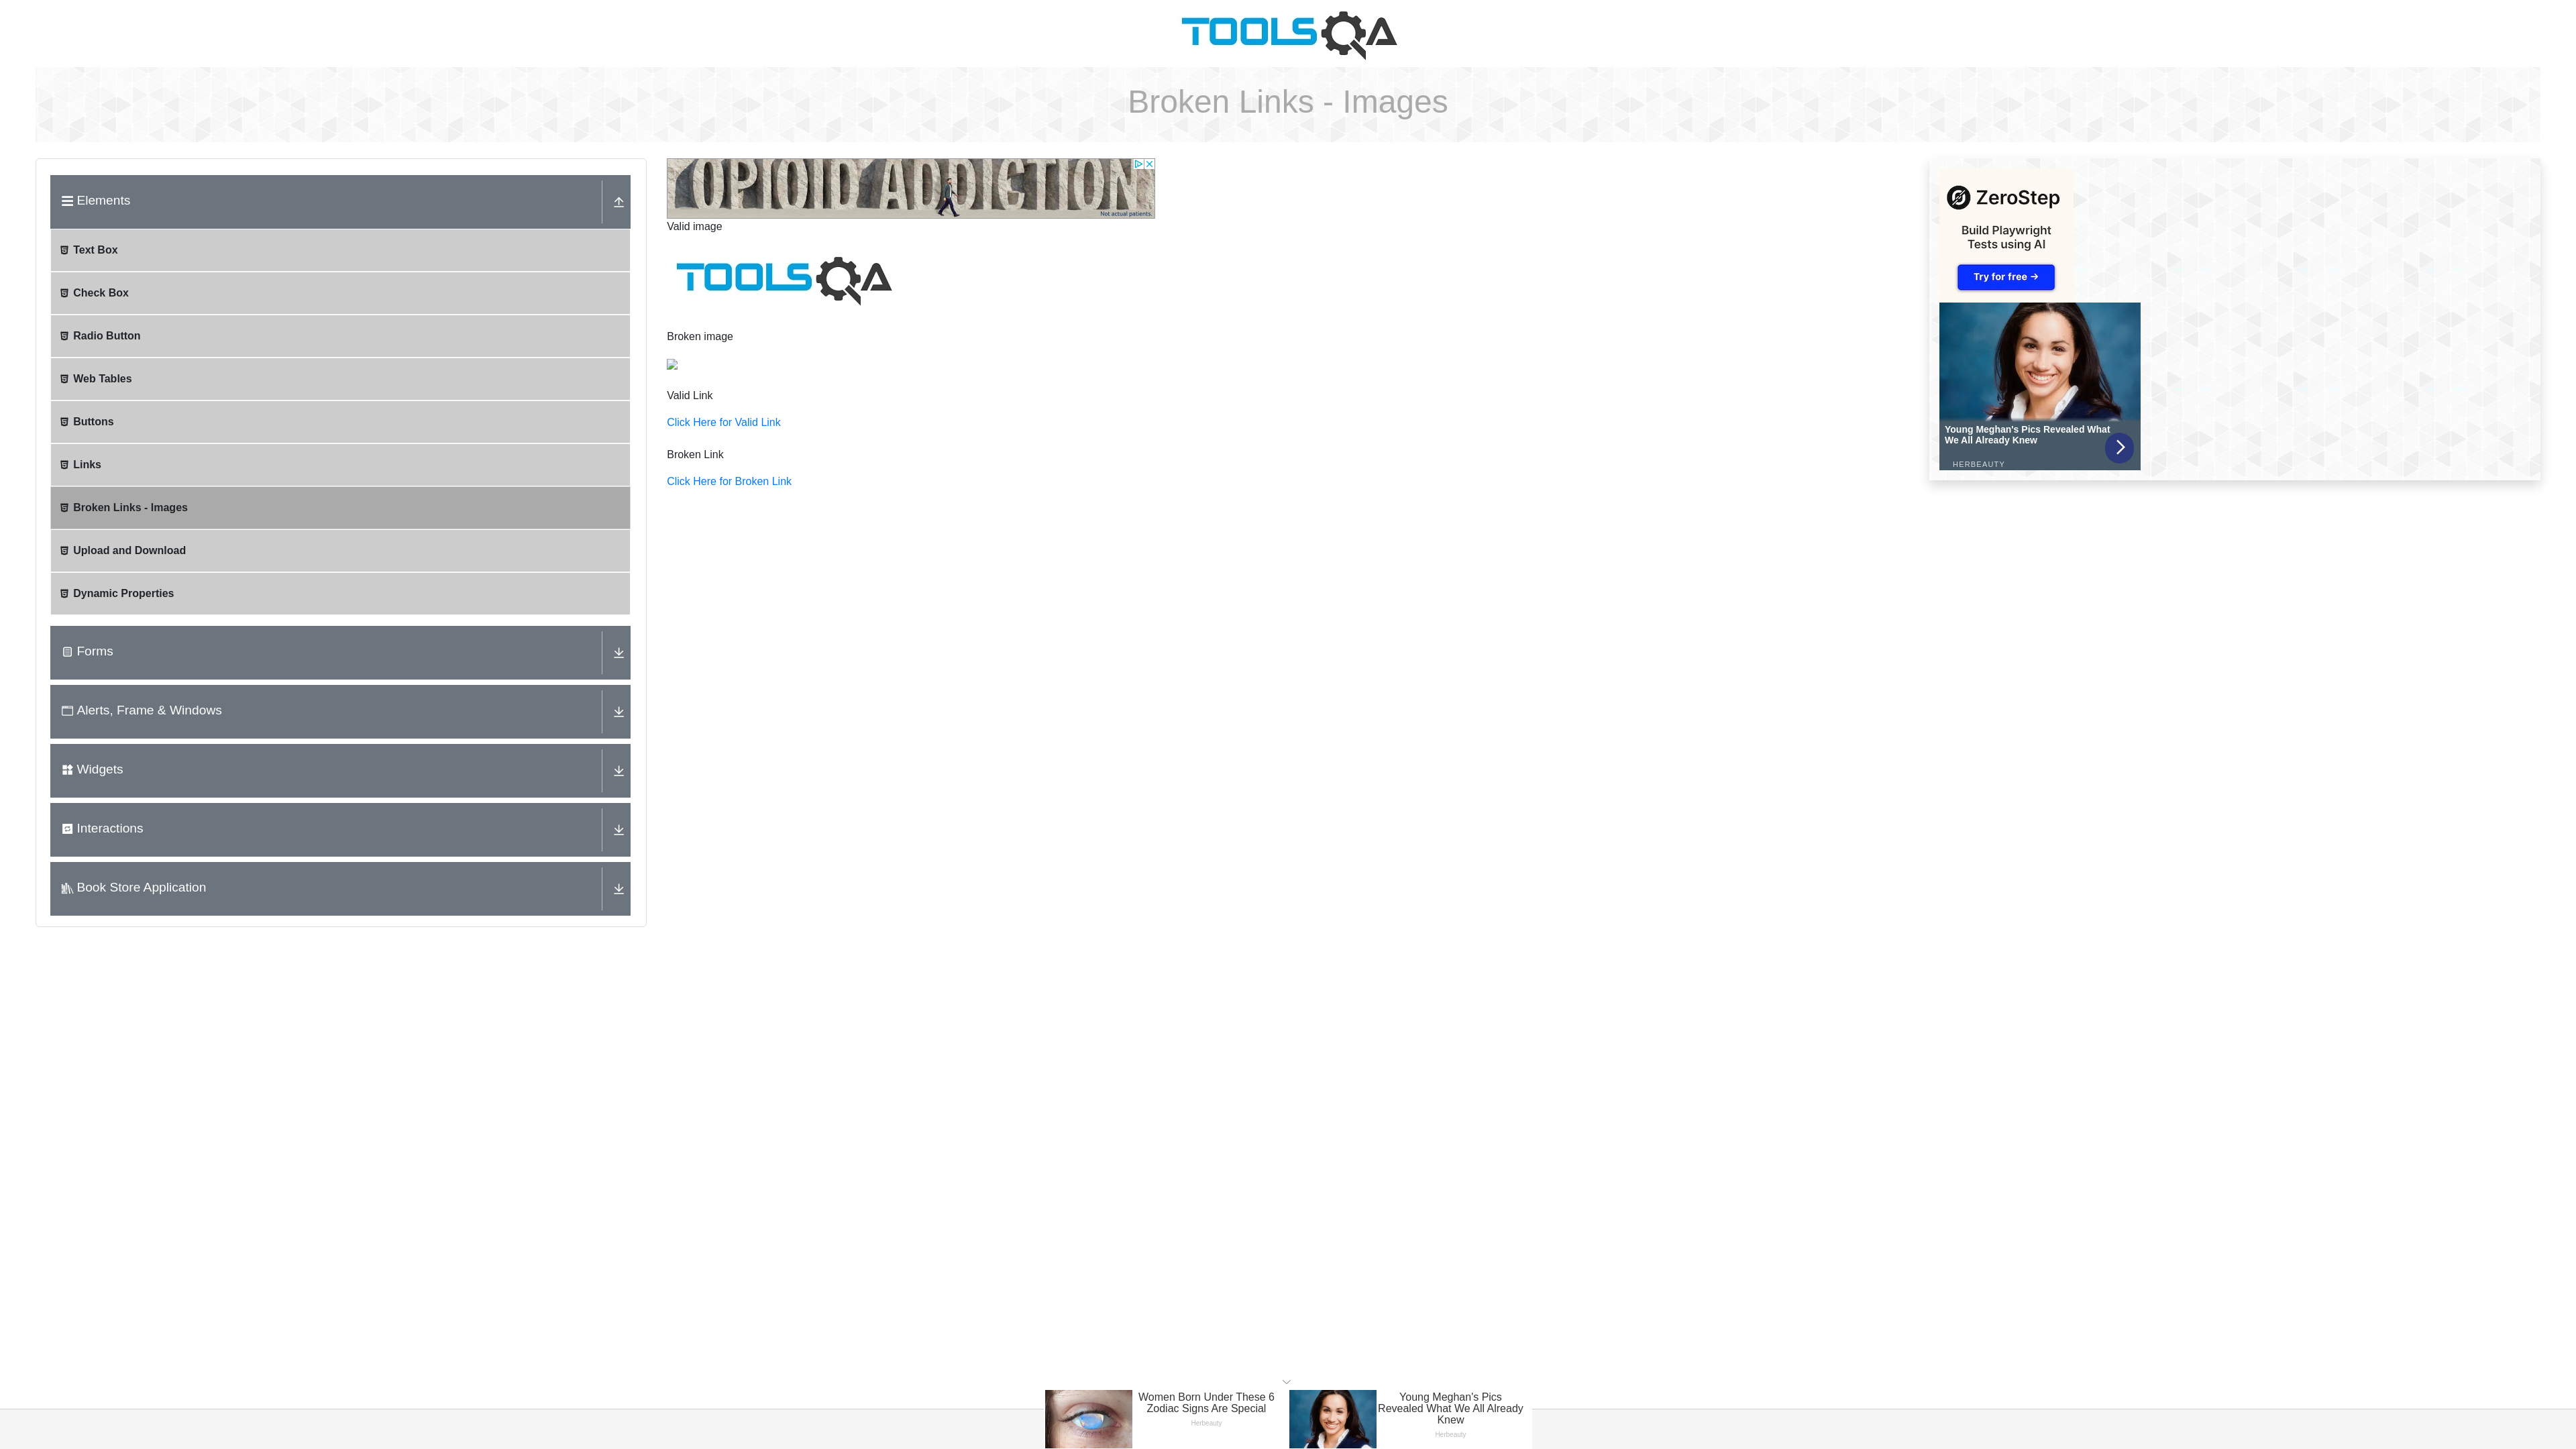 TOOLSQA
Broken Links - Images
Elements
Text Box
Check Box
Radio Button
Web Tables
Buttons
Links
Broken Links - Images
Upload and Download
Dynamic Properties
Forms
Alerts, Frame & Windows
Widgets
Interactions
Book Store Application
OPIOID ADDICTION
Not actual patients.
Valid image
TOOLSQA
Broken image
Valid Link
Click Here for Valid Link
Broken Link
Click Here for Broken Link
ZeroStep
Build Playwright
Tests using AI
Try for free →
Young Meghan's Pics Revealed What
We All Already Knew
HERBEAUTY
Women Born Under These 6
Zodiac Signs Are Special
Herbeauty
Young Meghan's Pics
Revealed What We All Already
Knew
Herbeauty